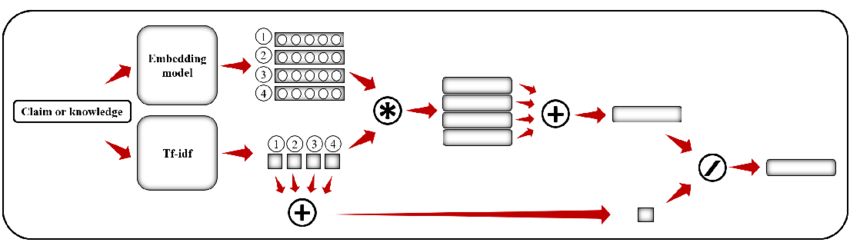 Embedding
model
①
②
③
④
Claim or knowledge
Tf-idf
① ② ③ ④